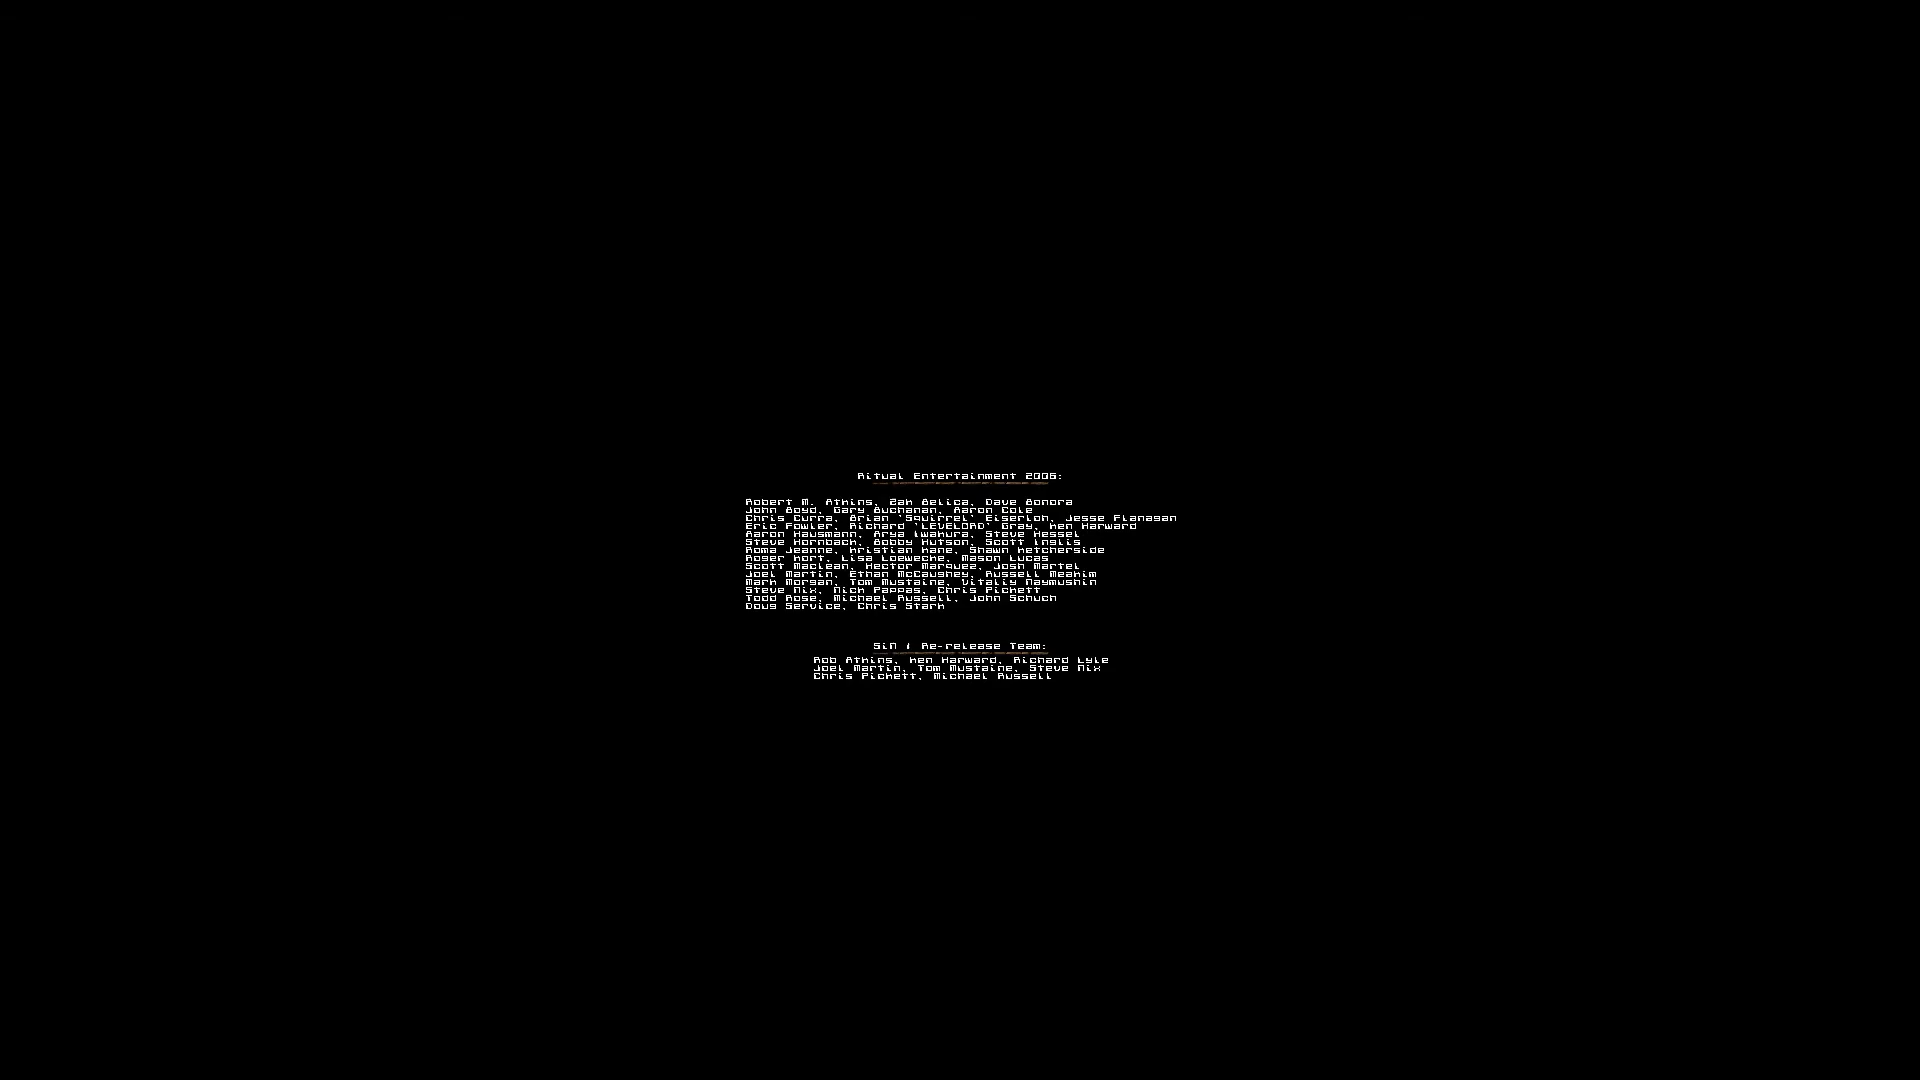 Ritual Entertainment 2006:
Robert M. Atkins, Zak Belica, Dave Bonora
John Boyd, Gary Buchanan, Aaron Cole
Chris Curra, Brian 'Squirrel' Eiserloh, Jesse Flanagan
Eric Fowler, Richard 'LEVELORD' Gray, Ken Harward
Aaron Hausmann, Arya Iwakura, Steve Hessel
Steve Hornback, Bobby Hutson, Scott Inglis
Roma Jeanne, Kristian Kane, Shawn Ketcherside
Roger Kort, Lisa Loewecke, Mason Lucas
Scott Maclean, Hector Marquez, Josh Martel
Joel Martin, Ethan McCaughey, Russell Meakim
Mark Morgan, Tom Mustaine, Vitaliy Naymushin
Steve Nix, Nick Pappas, Chris Pickett
Todd Rose, Michael Russell, John Schuch
Doug Service, Chris Stark
SiN 1 Re-release Team:
Rob Atkins, Ken Harward, Richard Lyle
Joel Martin, Tom Mustaine, Steve Nix
Chris Pickett, Michael Russell